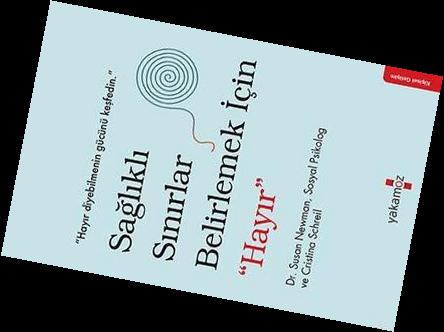 "Hayır diyebilmenin gücünü keşfedin."
Sağlıklı
Sınırlar
Belirlemek İçin
"Hayır"
Dr. Susan Newman, Sosyal Psikolog
ve Cristina Schreil
yakamoz
Kişisel Gelişim